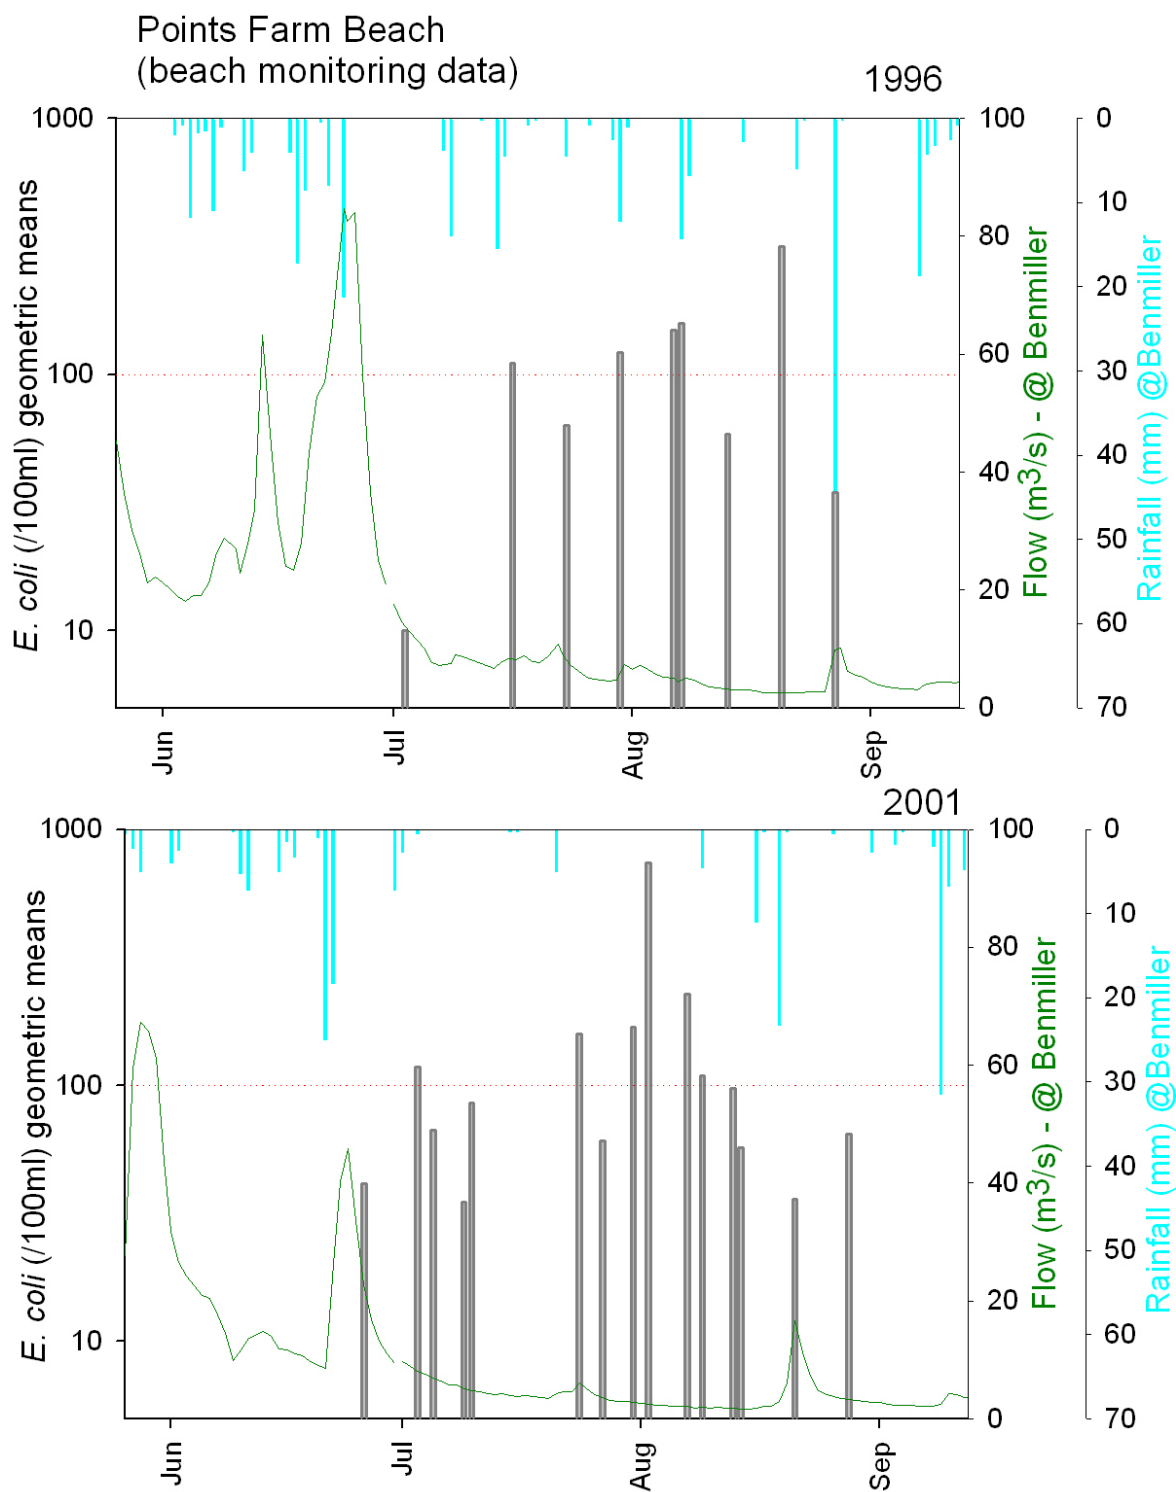 Points Farm Beach
(beach monitoring data)
1996
1000
100
10
E. coli (/100ml) geometric means
100
80
60
40
20
0
Flow (m3/s) - @ Benmiller
0
10
20
30
40
50
60
70
Rainfall (mm) @Benmiller
Jun
Jul
Aug
Sep
2001
1000
100
10
E. coli (/100ml) geometric means
100
80
60
40
20
0
Flow (m3/s) - @ Benmiller
0
10
20
30
40
50
60
70
Rainfall (mm) @Benmiller
Jun
Jul
Aug
Sep